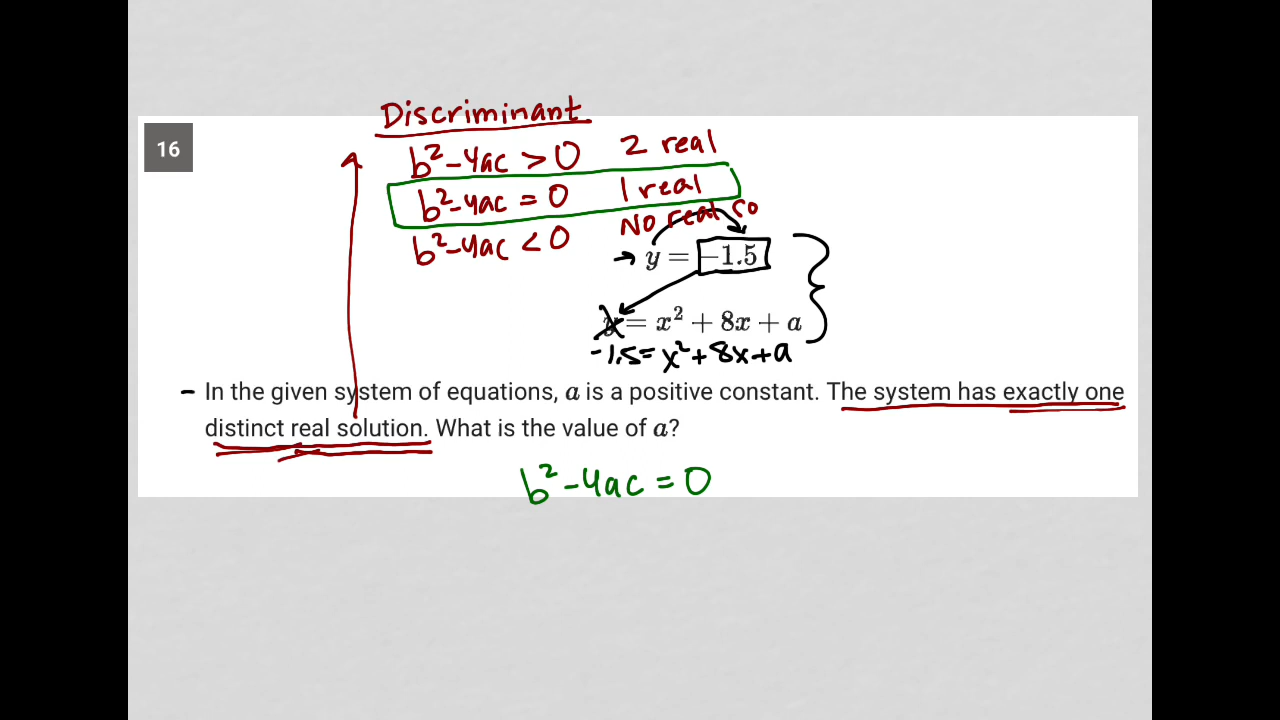 Discriminant
16
b²-4ac > 0 2 real
b²-4ac = 0 1 real
b²-4ac < 0 No real so
→ y = −1.5
y = x² + 8x + a
-1.5 = x² + 8x + a
- In the given system of equations, a is a positive constant. The system has exactly one
distinct real solution. What is the value of a?
b²-4ac = 0